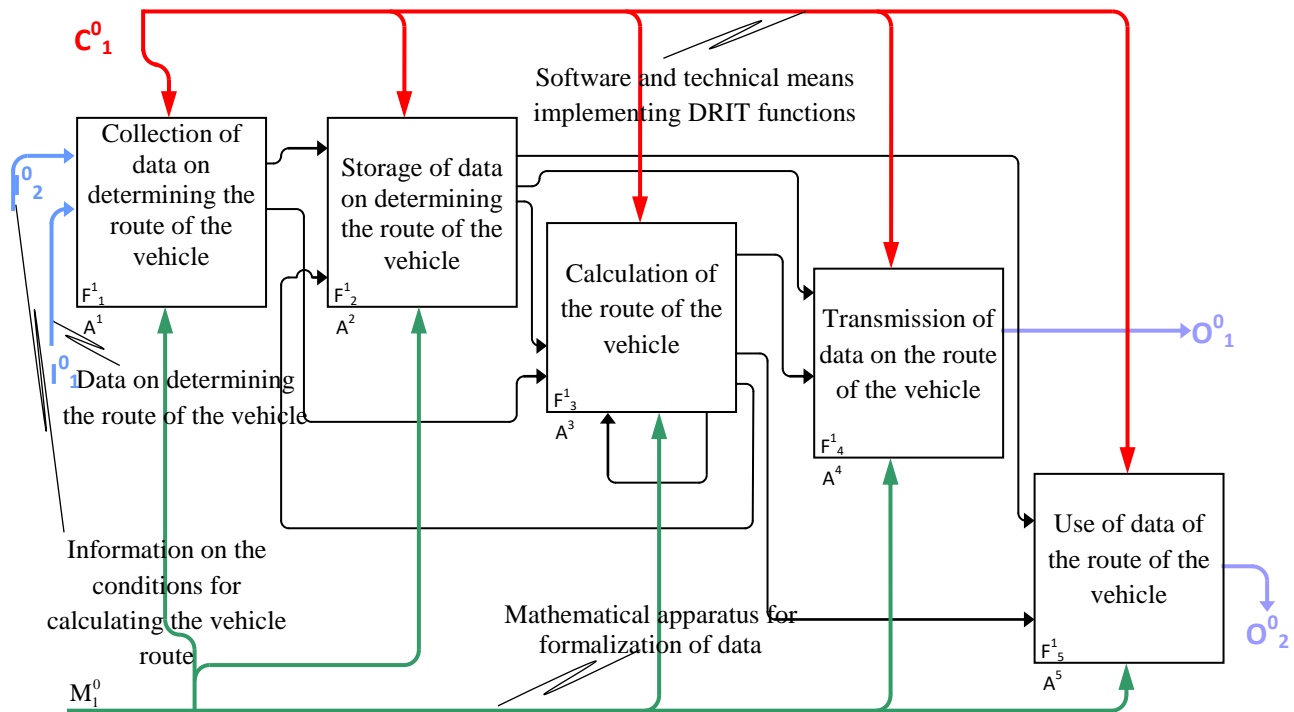 C⁰₁
Software and technical means
implementing DRIT functions
Collection of
data on
determining the
route of the
vehicle
F¹₁
A¹
Storage of data
on determining
the route of the
vehicle
F¹₂
A²
Calculation of
the route of the
vehicle
F¹₃
A³
Transmission of
data on the route
of the vehicle
F¹₄
A⁴
Use of data of
the route of the
vehicle
F¹₅
A⁵
I⁰₂
I⁰₁
O⁰₁
O⁰₂
Data on determining
the route of the vehicle
Information on the
conditions for
calculating the vehicle
route
Mathematical apparatus for
formalization of data
M⁰₁